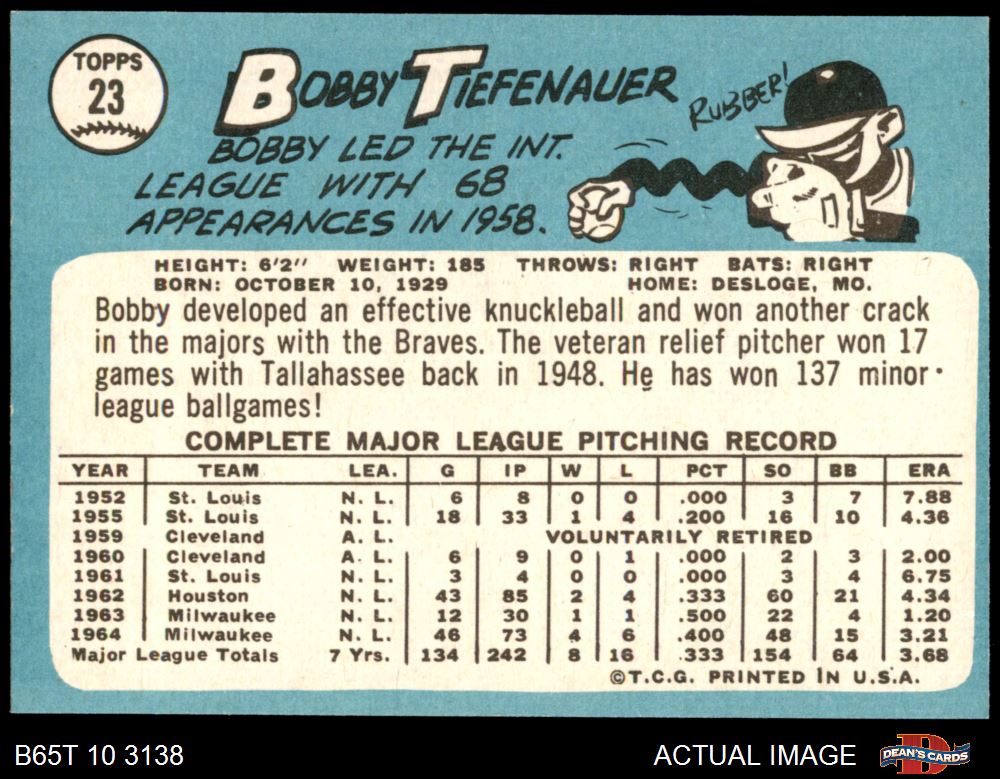 TOPPS
23
BOBBY TIEFENAUER
RUBBER!
BOBBY LED THE INT.
LEAGUE WITH 68
APPEARANCES IN 1958.
HEIGHT: 6'2" WEIGHT: 185 THROWS: RIGHT BATS: RIGHT
BORN: OCTOBER 10, 1929 HOME: DESLOGE, MO.
Bobby developed an effective knuckleball and won another crack
in the majors with the Braves. The veteran relief pitcher won 17
games with Tallahassee back in 1948. He has won 137 minor-
league ballgames!
COMPLETE MAJOR LEAGUE PITCHING RECORD
YEAR TEAM LEA. G IP W L PCT SO BB ERA
1952 St. Louis N. L. 6 8 0 0 .000 3 7 7.88
1955 St. Louis N. L. 18 33 1 4 .200 16 10 4.36
1959 Cleveland A. L. VOLUNTARILY RETIRED
1960 Cleveland A. L. 6 9 0 1 .000 2 3 2.00
1961 St. Louis N. L. 3 4 0 0 .000 3 4 6.75
1962 Houston N. L. 43 85 2 4 .333 60 21 4.34
1963 Milwaukee N. L. 12 30 1 1 .500 22 4 1.20
1964 Milwaukee N. L. 46 73 4 6 .400 48 15 3.21
Major League Totals 7 Yrs. 134 242 8 16 .333 154 64 3.68
©T.C.G. PRINTED IN U.S.A.
B65T 10 3138 ACTUAL IMAGE DEAN'S CARDS